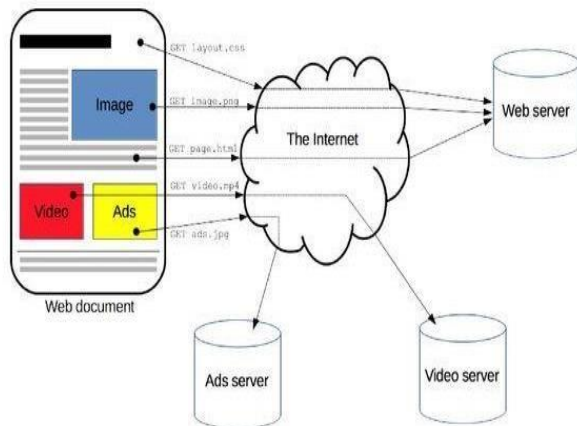 GET layout.css
Image
GET image.png
The Internet
Web server
GET page.html
GET video.mp4
Video
Ads
GET ads.jpg
Web document
Ads server
Video server